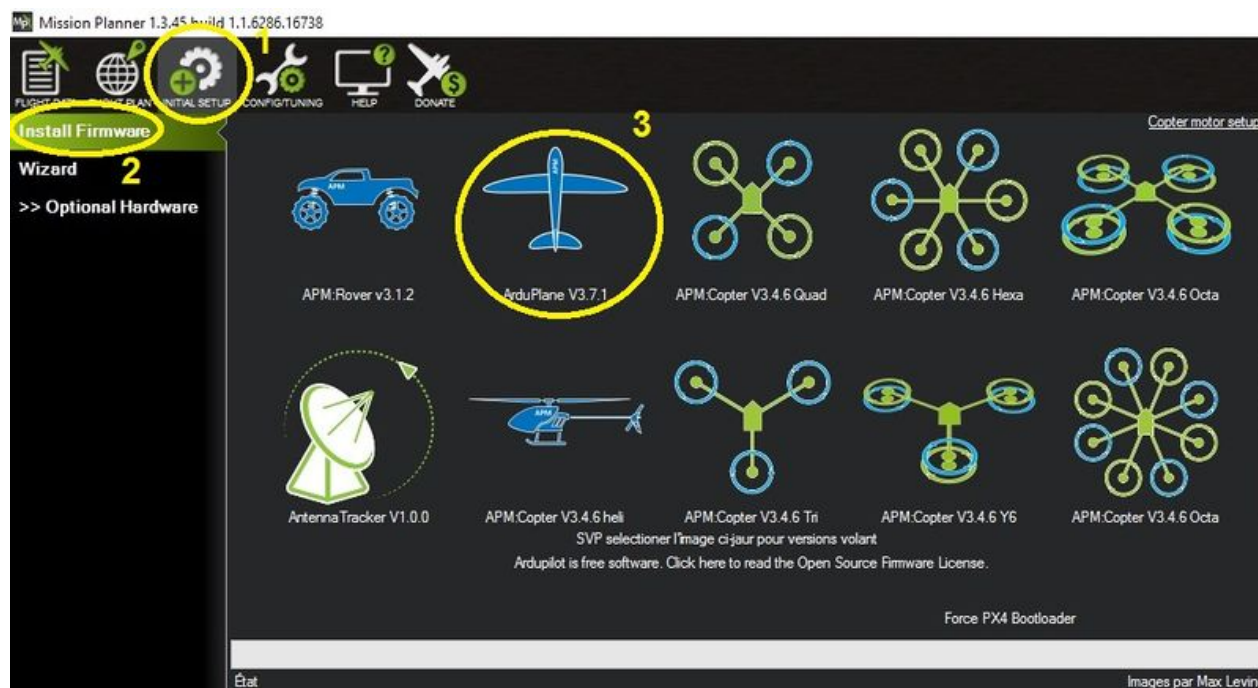 Mission Planner 1.3.45 build 1.1.6286.16738
1
FLIGHT DATA FLIGHT PLAN INITIAL SETUP CONFIG/TUNING HELP DONATE
Install Firmware
2
Wizard
>> Optional Hardware
3
Copter motor setup
APM
APM
APM:Rover v3.1.2
ArduPlane V3.7.1
APM:Copter V3.4.6 Quad
APM:Copter V3.4.6 Hexa
APM:Copter V3.4.6 Octa
APM
Antenna Tracker V1.0.0
APM:Copter V3.4.6 heli
APM:Copter V3.4.6 Tri
APM:Copter V3.4.6 Y6
APM:Copter V3.4.6 Octa
SVP selectioner l'image ci-jaur pour versions volant
Ardupilot is free software. Click here to read the Open Source Firmware License.
Force PX4 Bootloader
État
Images par Max Levin